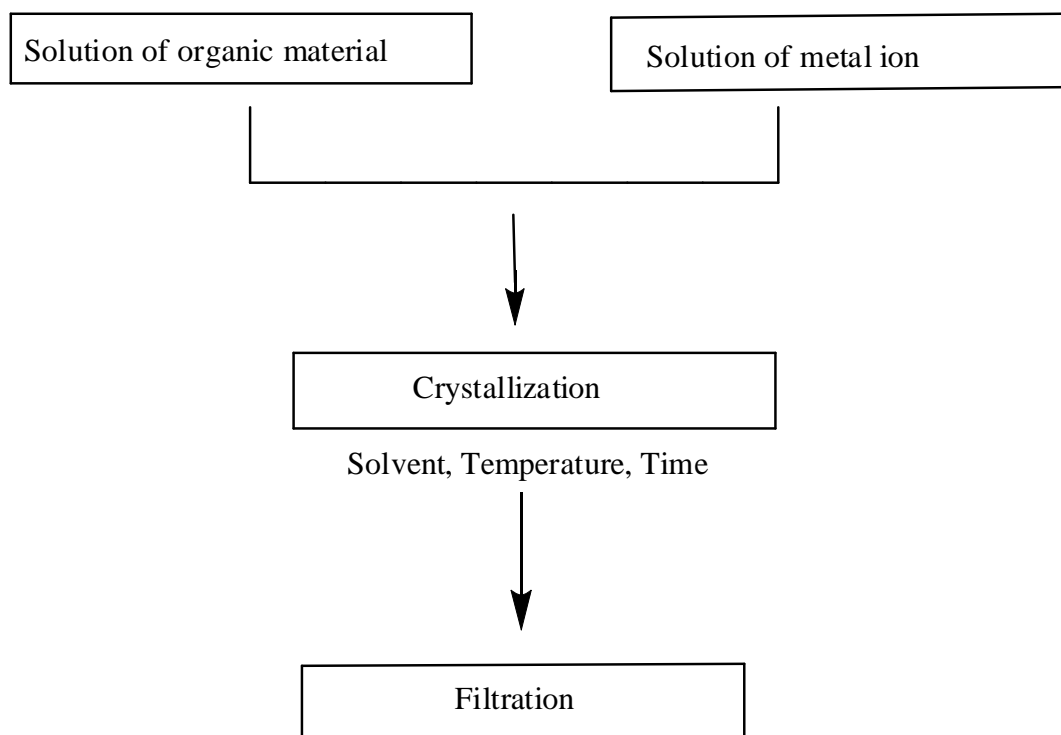 Solution of organic material
Solution of metal ion
Crystallization
Solvent, Temperature, Time
Filtration